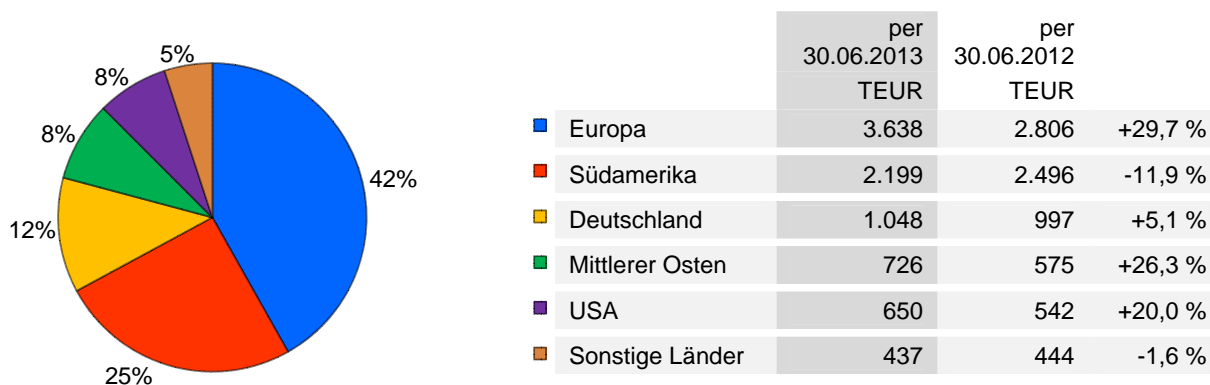 5%
8%
8%
12%
25%
42%
per per
30.06.2013 30.06.2012
TEUR TEUR
Europa 3.638 2.806 +29,7 %
Südamerika 2.199 2.496 -11,9 %
Deutschland 1.048 997 +5,1 %
Mittlerer Osten 726 575 +26,3 %
USA 650 542 +20,0 %
Sonstige Länder 437 444 -1,6 %